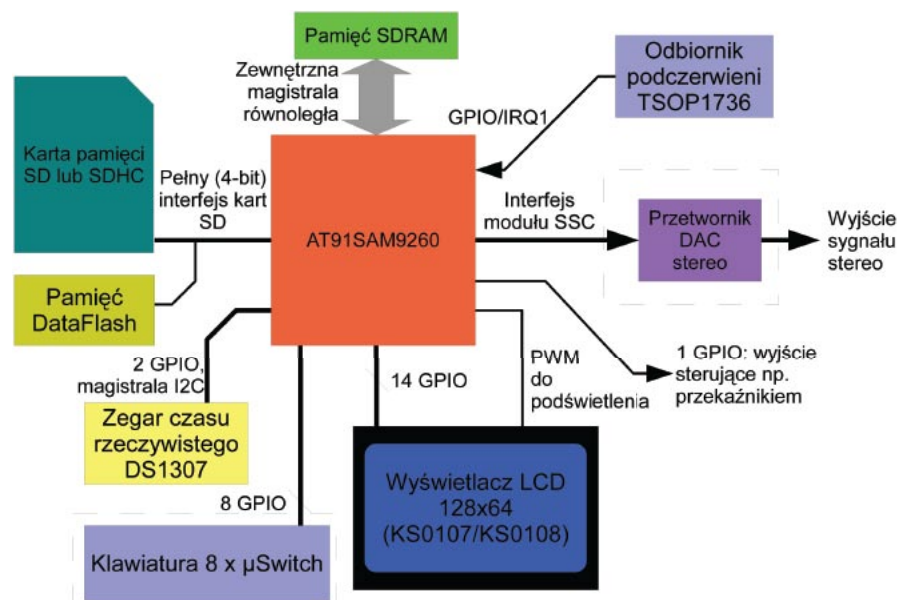 Pamięć SDRAM
Zewnętrzna
magistrala
równoległa
Odbiornik
podczerwieni
TSOP1736
GPIO/IRQ1
Karta pamięci
SD lub SDHC
Pełny (4-bit)
interfejs kart
SD
AT91SAM9260
Interfejs
modułu SSC
Przetwornik
DAC
stereo
Wyjście
sygnału
stereo
Pamięć
DataFlash
2 GPIO,
magistrala I2C
14 GPIO
PWM
do
podświetlenia
1 GPIO: wyjście
sterujące np.
przekaźnikiem
Zegar czasu
rzeczywistego
DS1307
Wyświetlacz LCD
128x64
(KS0107/KS0108)
8 GPIO
Klawiatura 8 x µSwitch